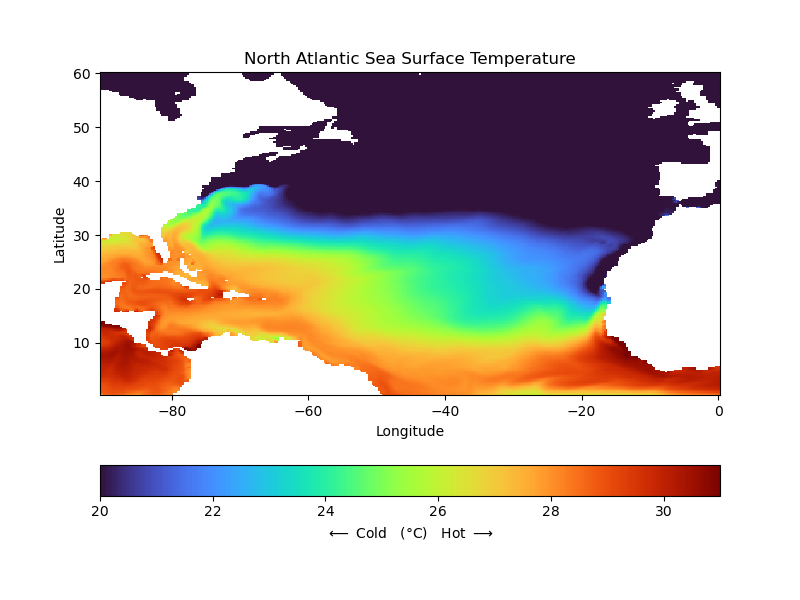 North Atlantic Sea Surface Temperature
60
50
40
30
20
10
Latitude
−80 −60 −40 −20 0
Longitude
20 22 24 26 28 30
⟵ Cold (°C) Hot ⟶